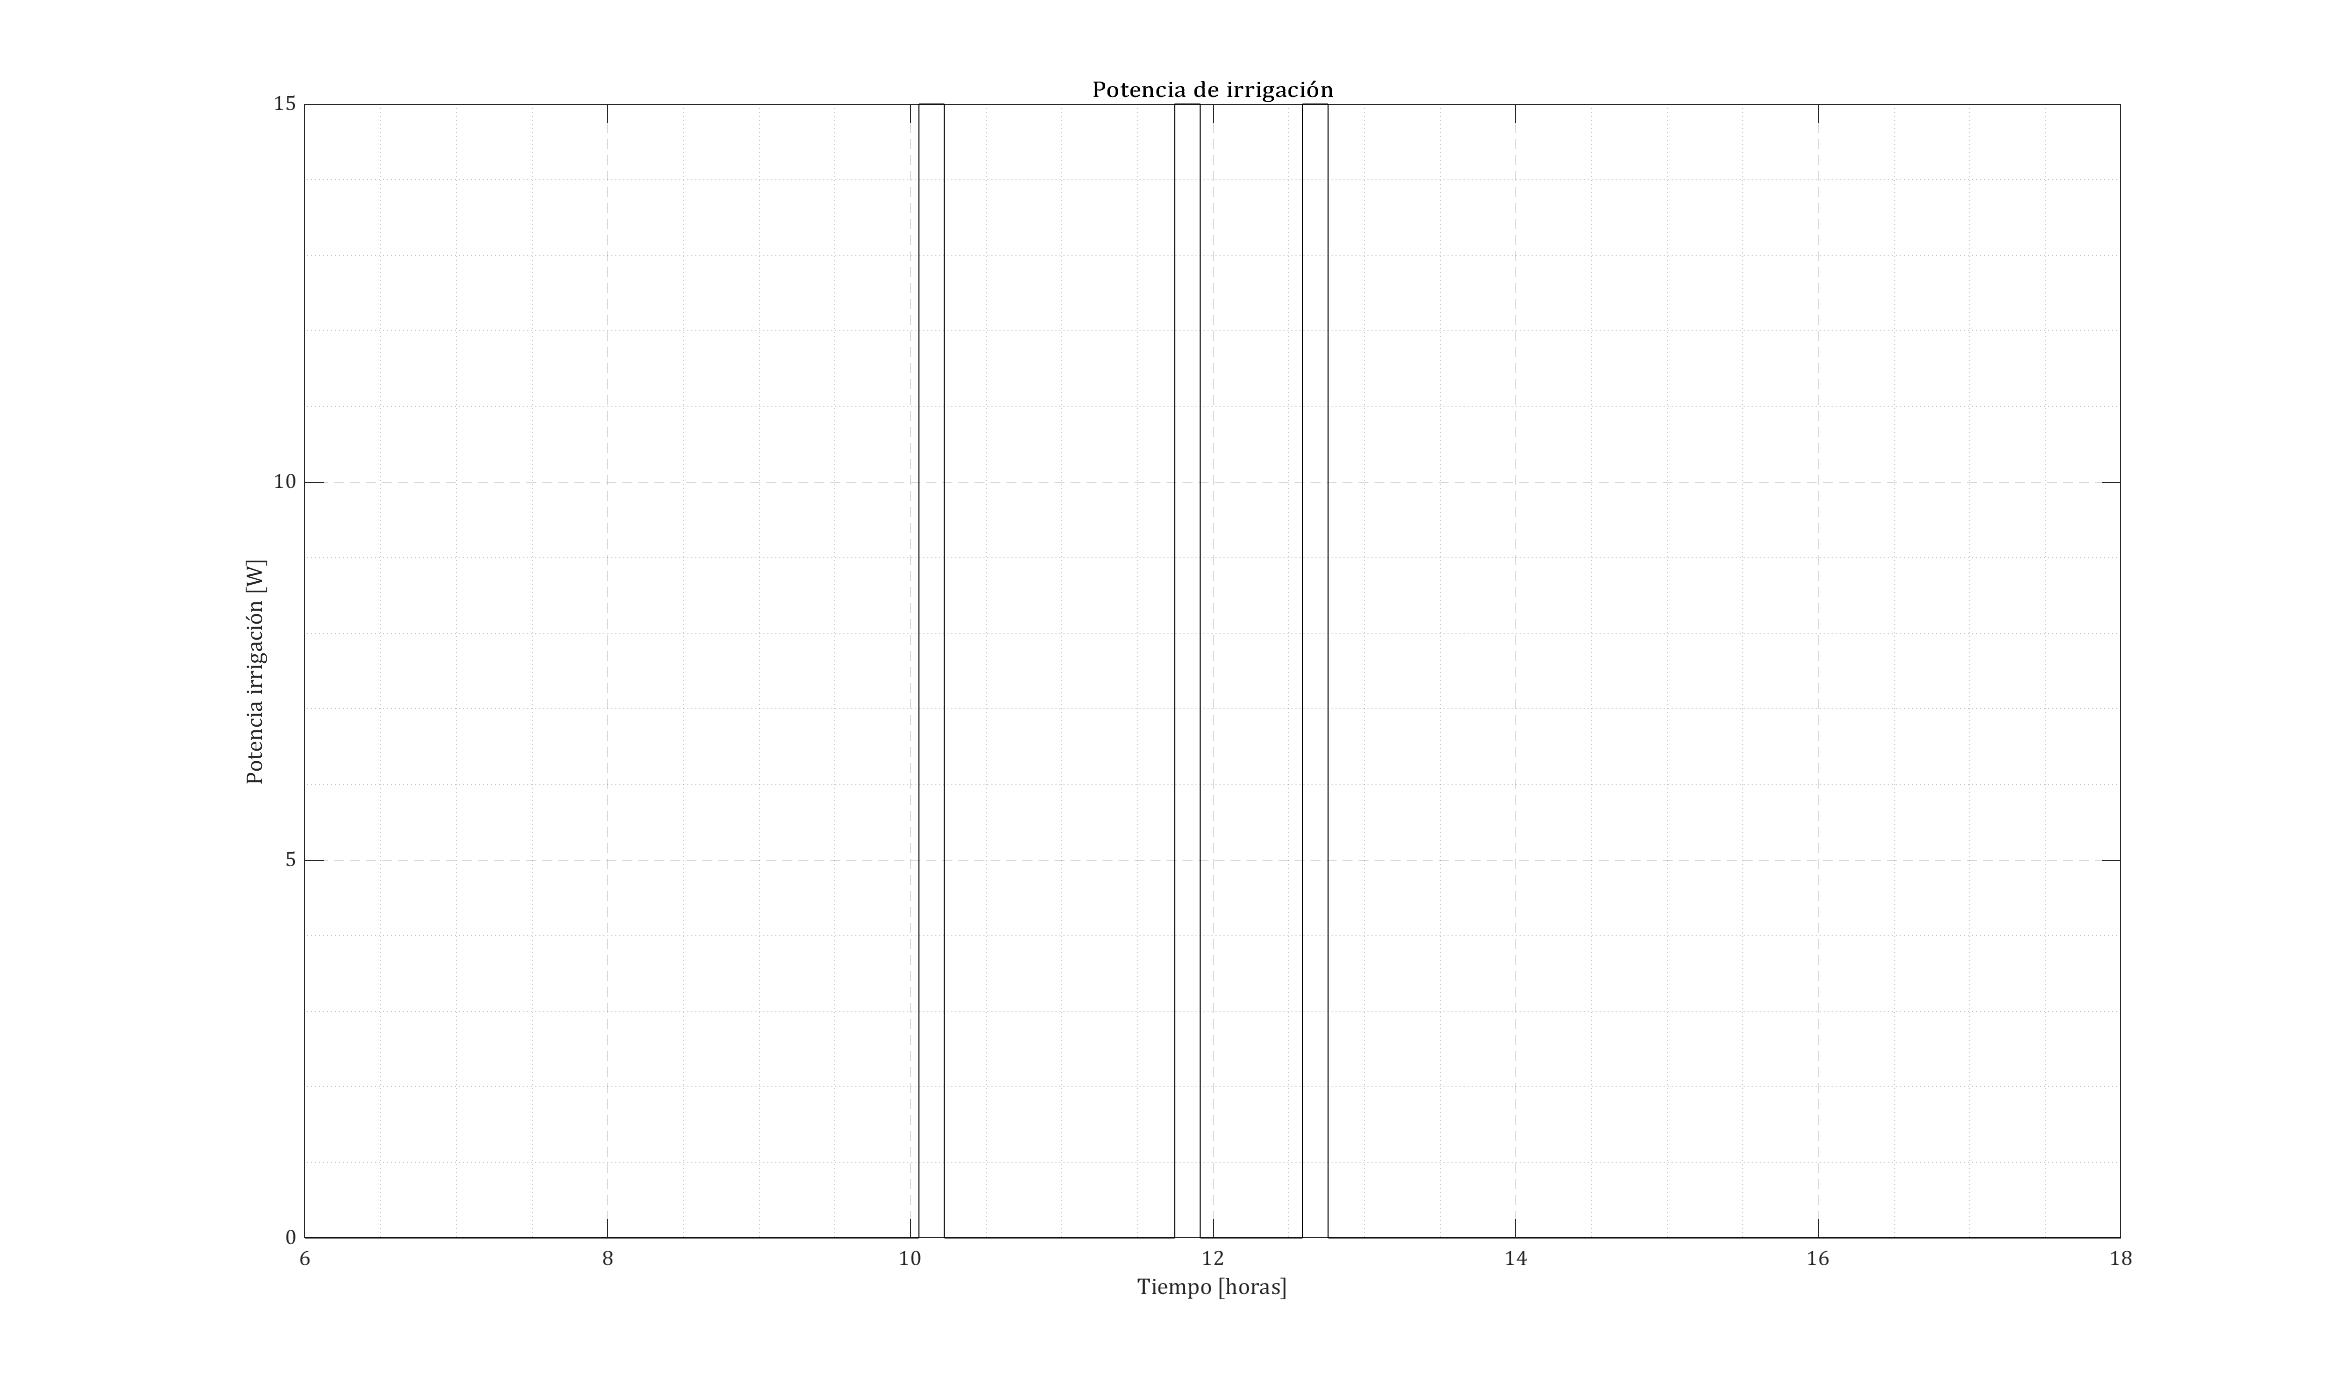 Potencia de irrigación
15
10
5
0
Potencia irrigación [W]
6 8 10 12 14 16 18
Tiempo [horas]